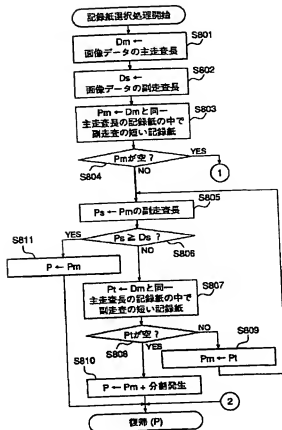 記録紙選択処理開始
S801
Dm ←
画像データの主走査長
S802
Ds ←
画像データの副走査長
S803
Pm ← Dmと同一
主走査長の記録紙の中で
副走査の短い記録紙
Pmが空?
YES
S804
NO
1
S805
Ps ← Pmの副走査長
S811
YES
Ps ≧ Ds ?
S806
P ← Pm
NO
S807
Pt ← Dmと同一
主走査長の記録紙の中で
副走査の短い記録紙
S809
Ptが空?
NO
S808
YES
Pm ← Pt
S810
P ← Pm + 分割発生
2
復帰 (P)